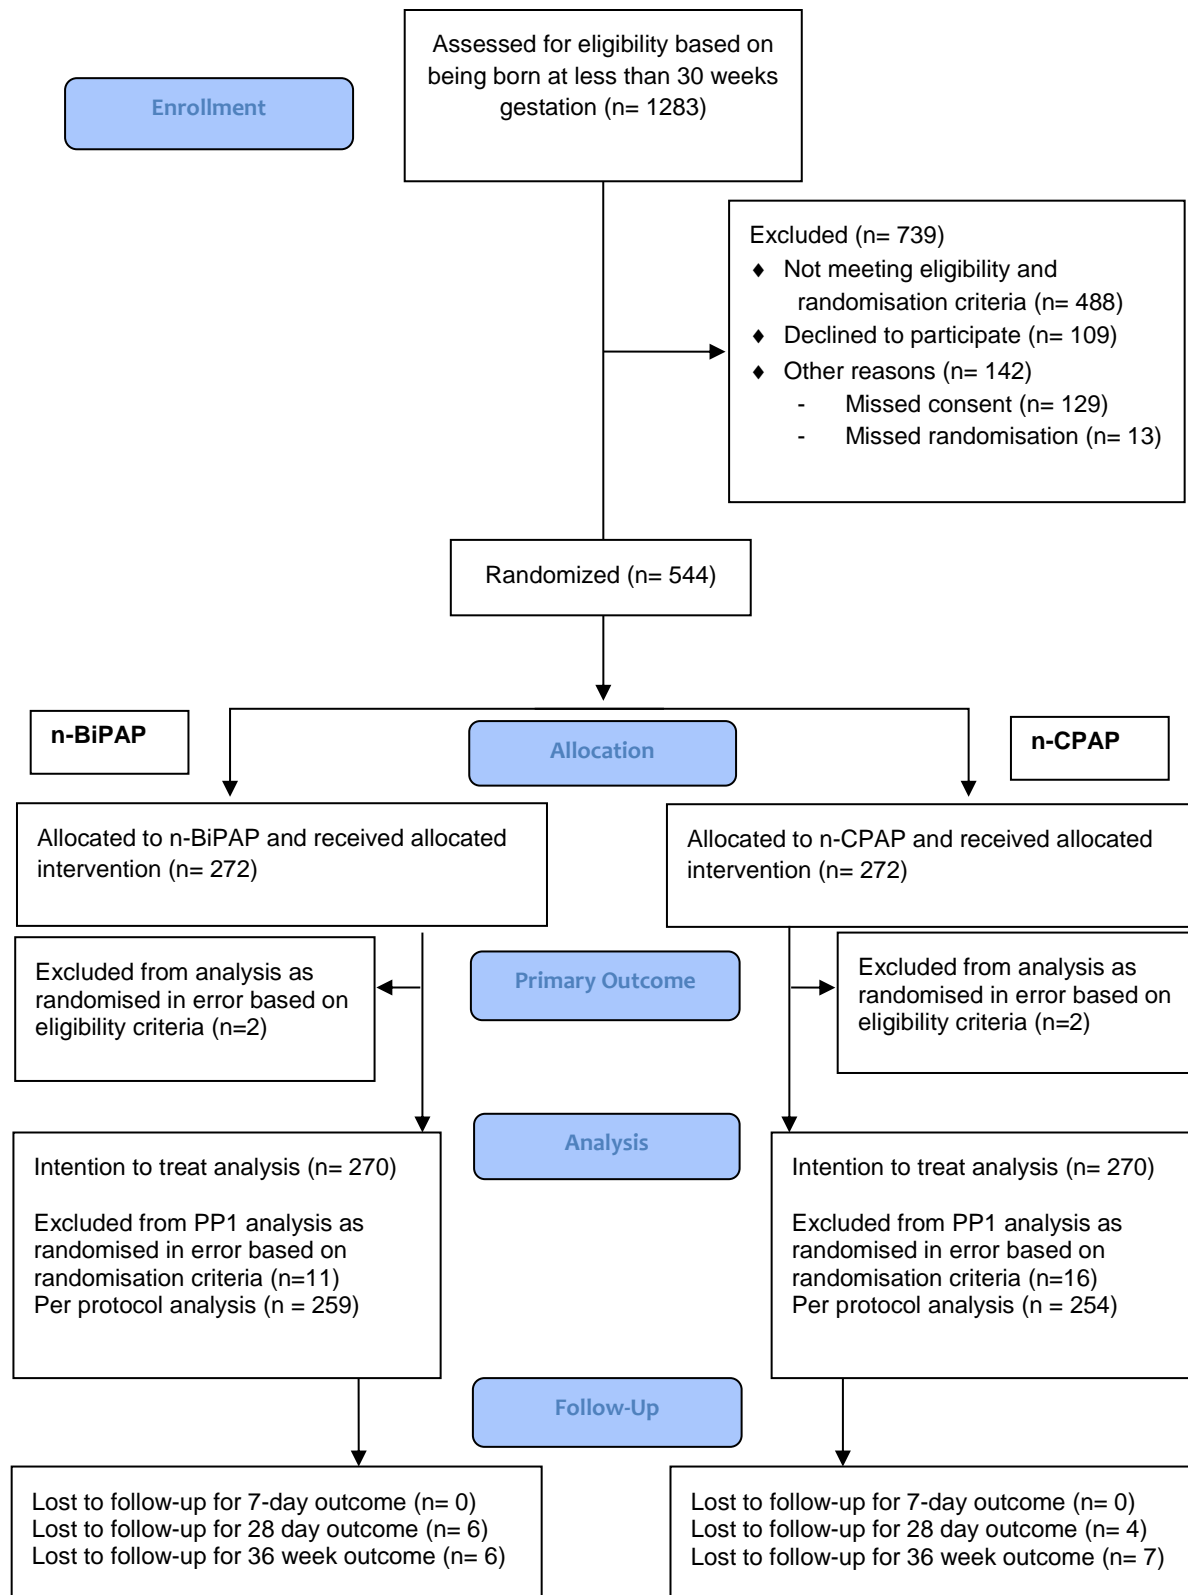 Assessed for eligibility based on
being born at less than 30 weeks
gestation (n= 1283)
Enrollment
Excluded (n= 739)
♦ Not meeting eligibility and
randomisation criteria (n= 488)
♦ Declined to participate (n= 109)
♦ Other reasons (n= 142)
- Missed consent (n= 129)
- Missed randomisation (n= 13)
Randomized (n= 544)
n-BiPAP
Allocation
n-CPAP
Allocated to n-BiPAP and received allocated
intervention (n= 272)
Allocated to n-CPAP and received allocated
intervention (n= 272)
Excluded from analysis as
randomised in error based on
eligibility criteria (n=2)
Primary Outcome
Excluded from analysis as
randomised in error based on
eligibility criteria (n=2)
Analysis
Intention to treat analysis (n= 270)
Excluded from PP1 analysis as
randomised in error based on
randomisation criteria (n=11)
Per protocol analysis (n = 259)
Intention to treat analysis (n= 270)
Excluded from PP1 analysis as
randomised in error based on
randomisation criteria (n=16)
Per protocol analysis (n = 254)
Follow-Up
Lost to follow-up for 7-day outcome (n= 0)
Lost to follow-up for 28 day outcome (n= 6)
Lost to follow-up for 36 week outcome (n= 6)
Lost to follow-up for 7-day outcome (n= 0)
Lost to follow-up for 28 day outcome (n= 4)
Lost to follow-up for 36 week outcome (n= 7)